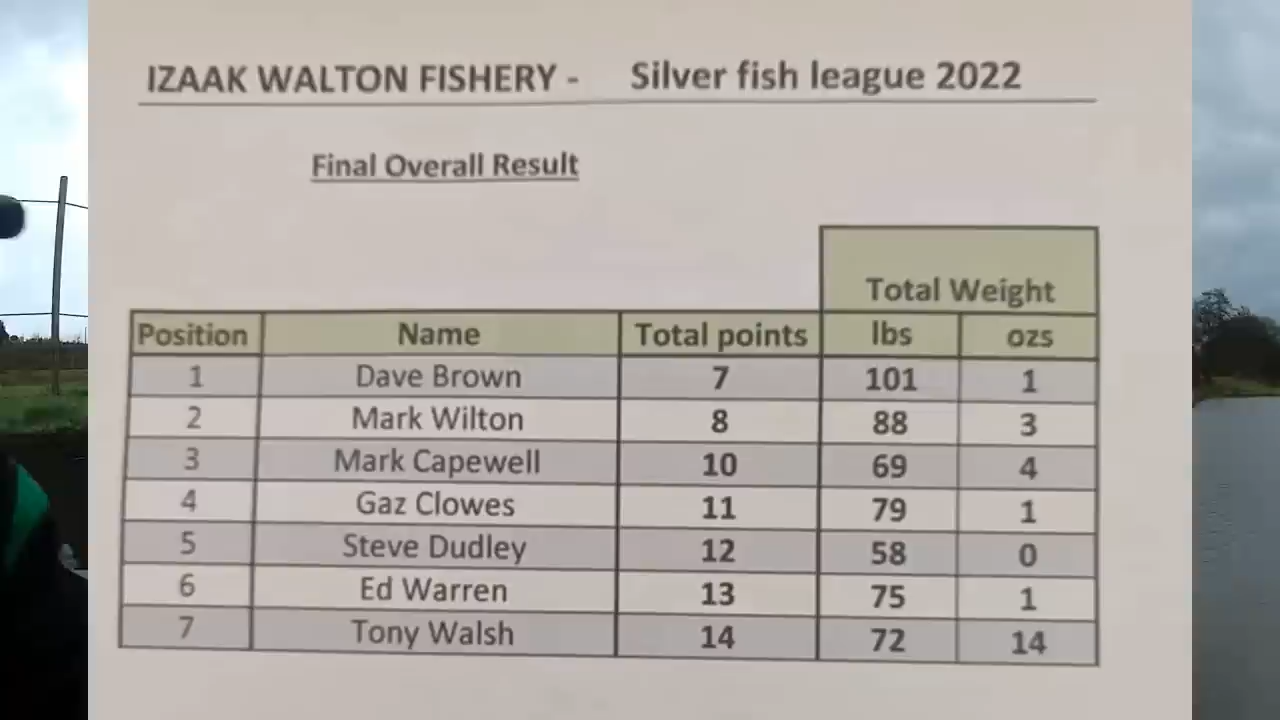 IZAAK WALTON FISHERY - Silver fish league 2022
Final Overall Result
Total Weight
Position Name Total points lbs ozs
1 Dave Brown 7 101 1
2 Mark Wilton 8 88 3
3 Mark Capewell 10 69 4
4 Gaz Clowes 11 79 1
5 Steve Dudley 12 58 0
6 Ed Warren 13 75 1
7 Tony Walsh 14 72 14